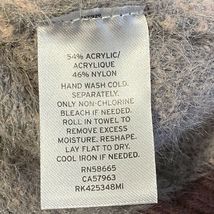 54% ACRYLIC/
ACRYLIQUE
46% NYLON
HAND WASH COLD.
SEPARATELY.
ONLY NON-CHLORINE
BLEACH IF NEEDED.
ROLL IN TOWEL TO
REMOVE EXCESS
MOISTURE. RESHAPE.
LAY FLAT TO DRY.
COOL IRON IF NEEDED.
RN58665
CA57963
RK425348MI